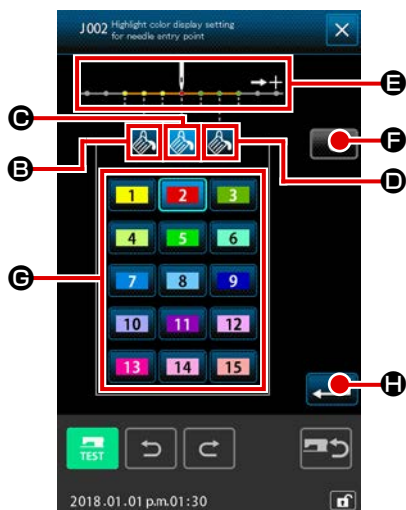 J002 Highlight color display setting
for needle entry point
E
C
F
B
D
1 2 3
4 5 6
G
7 8 9
10 11 12
13 14 15
H
TEST
2018.01.01 p.m.01:30